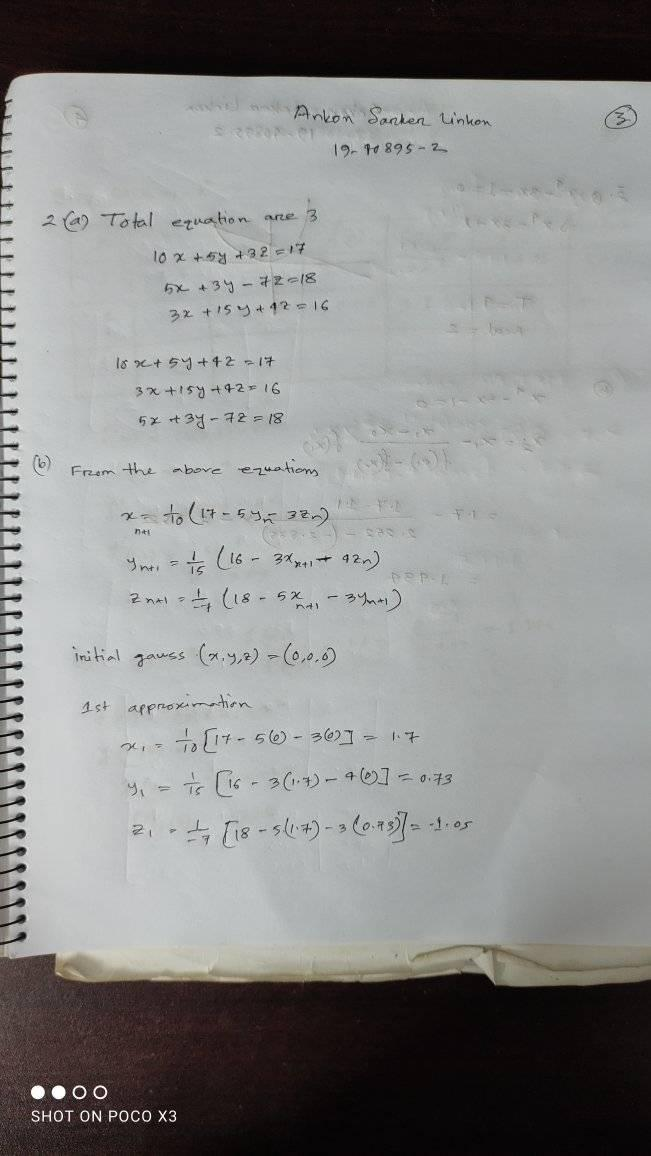 Ankon Sarker Linkon
3
19-40895-2
2 (a) Total equation are 3
10x + 5y + 3z = 17
5x + 3y - 7z = 18
3x + 15y + 4z = 16
10x + 5y + 4z = 17
3x + 15y + 4z = 16
5x + 3y - 7z = 18
(b) From the above equations
xₙ₊₁ = 1/10 (17 - 5yₙ - 3zₙ)
yₙ₊₁ = 1/15 (16 - 3xₙ₊₁ + 4zₙ)
zₙ₊₁ = 1/-7 (18 - 5xₙ₊₁ - 3yₙ₊₁)
initial gauss (x,y,z) = (0,0,0)
1st approximation
x₁ = 1/10 [17 - 5(0) - 3(0)] = 1.7
y₁ = 1/15 [16 - 3(1.7) - 4(0)] = 0.73
z₁ = 1/-7 [18 - 5(1.7) - 3(0.73)] = -1.05
SHOT ON POCO X3